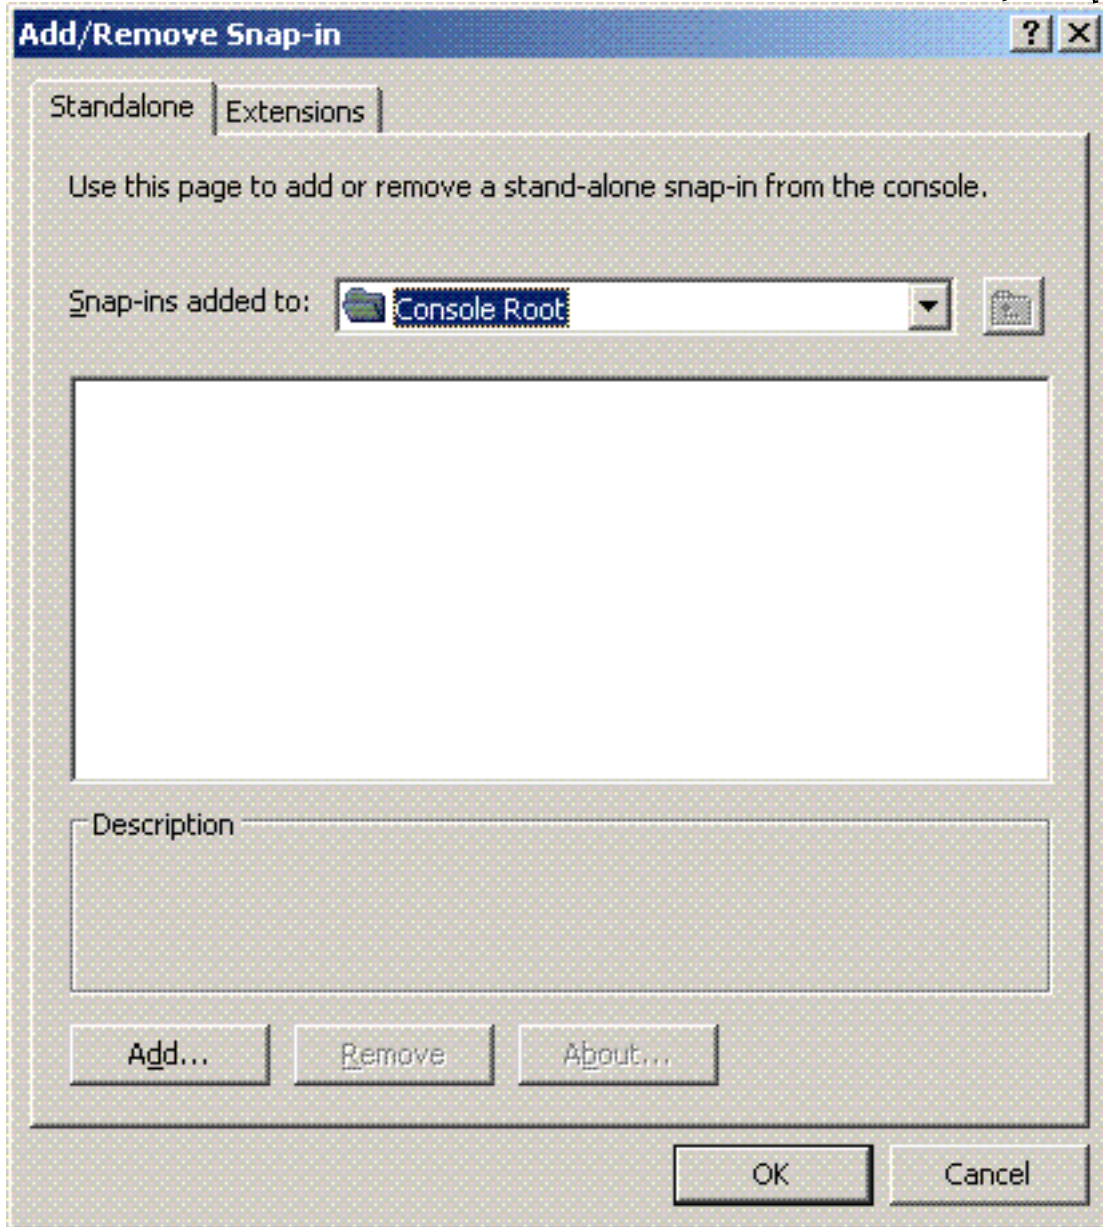 Add/Remove Snap-in
Standalone
Extensions
Use this page to add or remove a stand-alone snap-in from the console.
Snap-ins added to:
Console Root
Description
Add...
Remove
About...
OK
Cancel